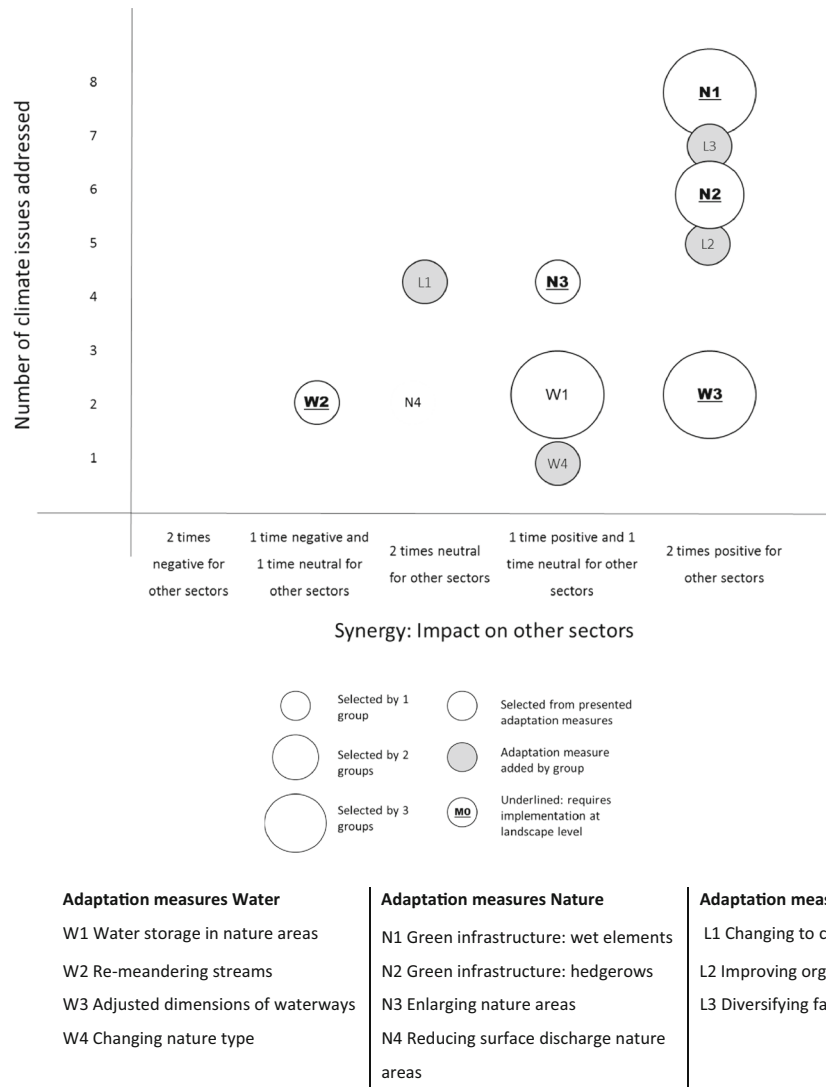 Number of climate issues addressed
8
7
6
5
4
3
2
1
N1
L3
N2
L2
L1
N3
W2
N4
W1
W3
W4
2 times
negative for
other sectors
1 time negative and
1 time neutral for
other sectors
2 times neutral
for other sectors
1 time positive and 1
time neutral for other
sectors
2 times positive for
other sectors
Synergy: Impact on other sectors
Selected by 1
group
Selected from presented
adaptation measures
Selected by 2
groups
Adaptation measure
added by group
Selected by 3
groups
M0
Underlined: requires
implementation at
landscape level
Adaptation measures Water
W1 Water storage in nature areas
W2 Re-meandering streams
W3 Adjusted dimensions of waterways
W4 Changing nature type
Adaptation measures Nature
N1 Green infrastructure: wet elements
N2 Green infrastructure: hedgerows
N3 Enlarging nature areas
N4 Reducing surface discharge nature
areas
Adaptation
L1 Changing to
L2 Improving
L3 Diversifying